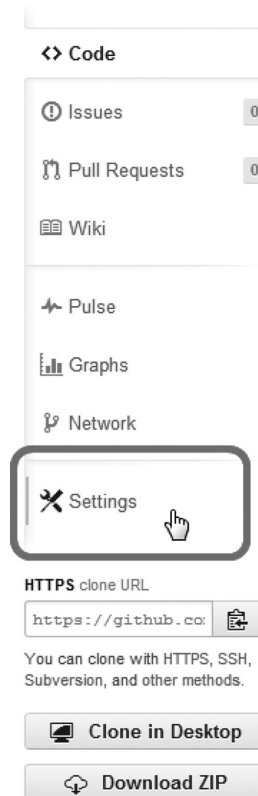 <> Code
Issues 0
Pull Requests 0
Wiki
Pulse
Graphs
Network
Settings
HTTPS clone URL
https://github.co
You can clone with HTTPS, SSH,
Subversion, and other methods.
Clone in Desktop
Download ZIP